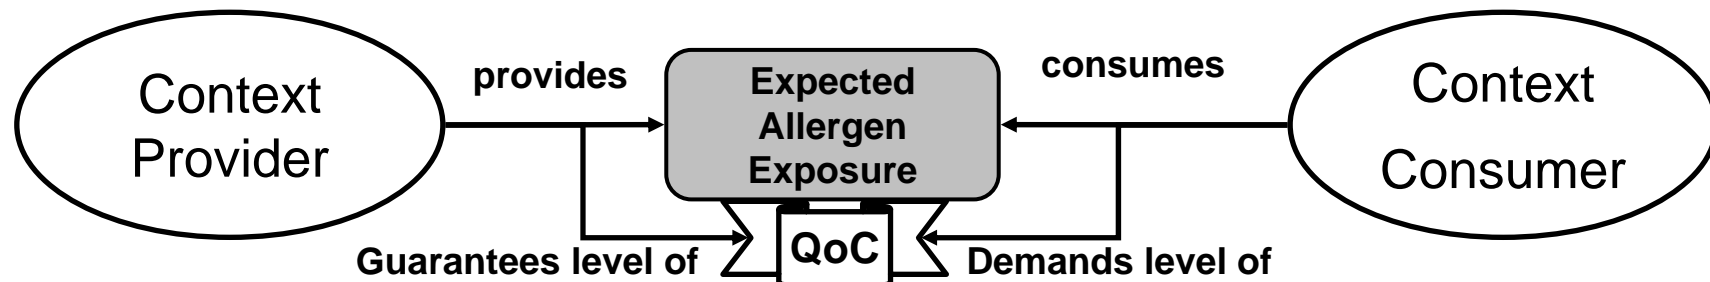 Context
Provider
provides
Expected
Allergen
Exposure
consumes
Context
Consumer
Guarantees level of
QoC
Demands level of